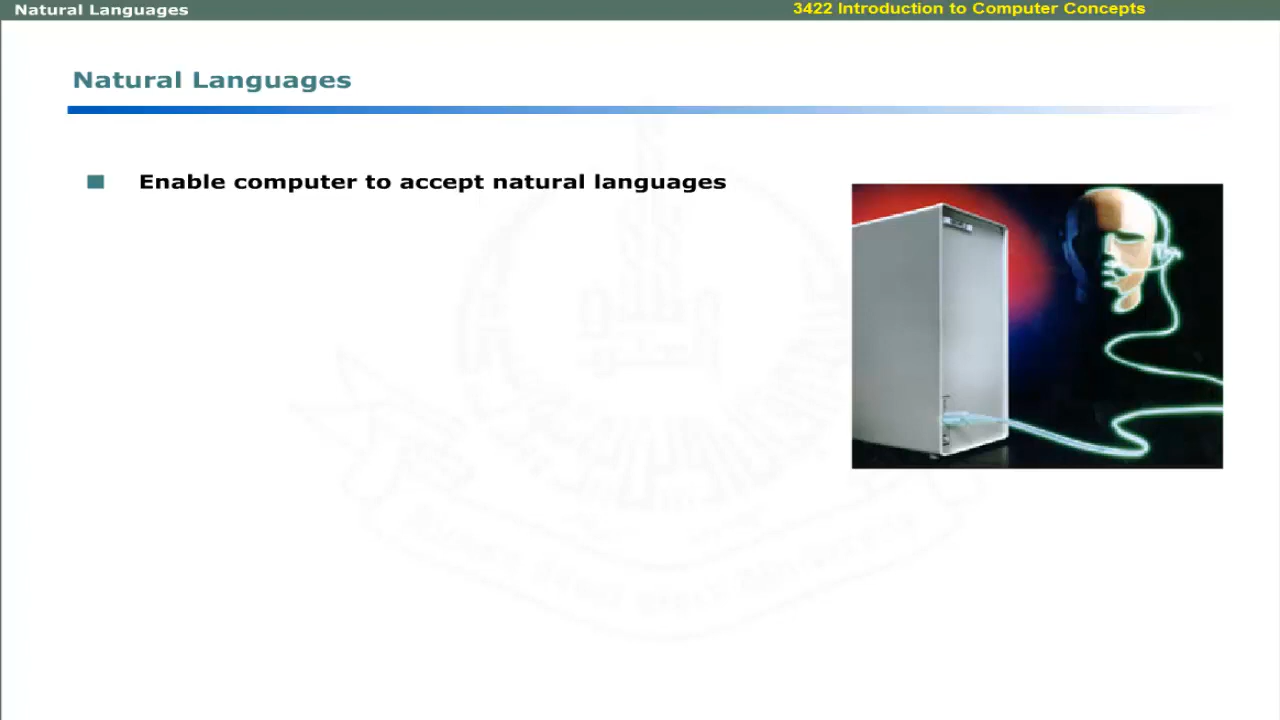 Natural Languages
3422 Introduction to Computer Concepts
Natural Languages
Enable computer to accept natural languages